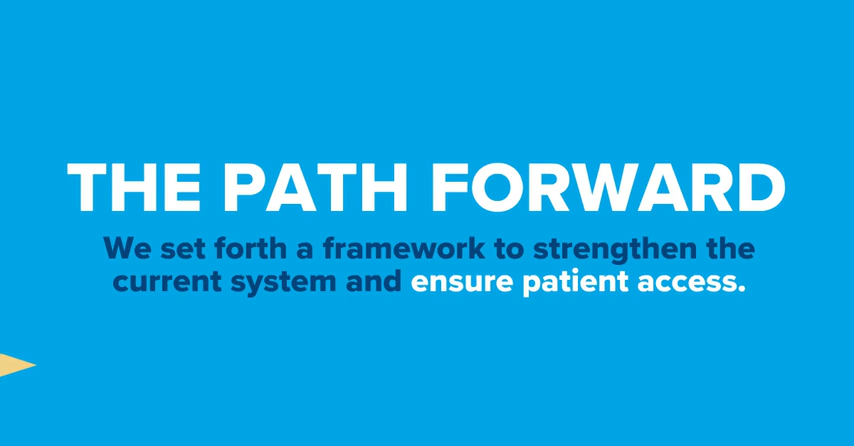 THE PATH FORWARD
We set forth a framework to strengthen the
current system and ensure patient access.